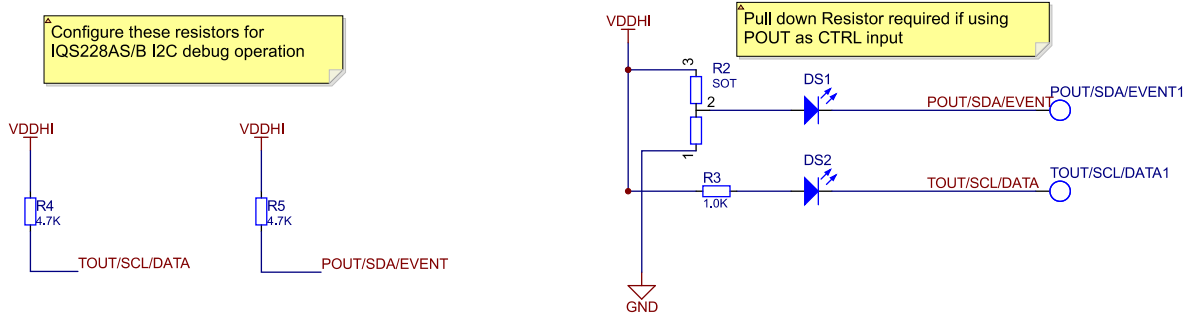 Configure these resistors for
IQS228AS/B I2C debug operation
VDDHI
R4
4.7K
TOUT/SCL/DATA
VDDHI
R5
4.7K
POUT/SDA/EVENT
VDDHI
Pull down Resistor required if using
POUT as CTRL input
3
R2
SOT
2
1
DS1
POUT/SDA/EVENT
POUT/SDA/EVENT1
R3
1.0K
DS2
TOUT/SCL/DATA
TOUT/SCL/DATA1
GND